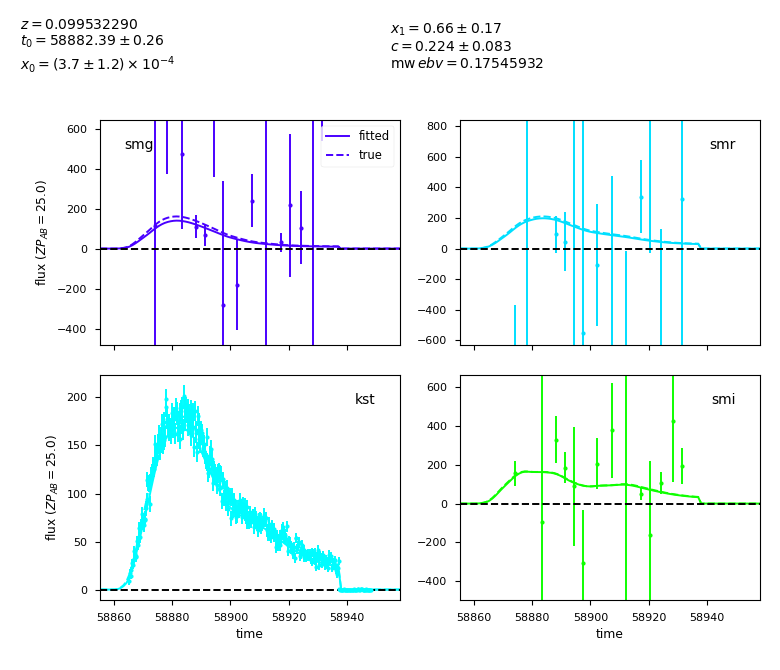 z = 0.099532290
t₀ = 58882.39 ± 0.26
x₀ = (3.7 ± 1.2) × 10⁻⁴
x₁ = 0.66 ± 0.17
c = 0.224 ± 0.083
mw ebv = 0.17545932
smg
fitted
true
600
400
200
0
−200
−400
flux (ZP_AB = 25.0)
smr
800
600
400
200
0
−200
−400
−600
kst
200
150
100
50
0
flux (ZP_AB = 25.0)
58860 58880 58900 58920 58940
time
smi
600
400
200
0
−200
−400
58860 58880 58900 58920 58940
time